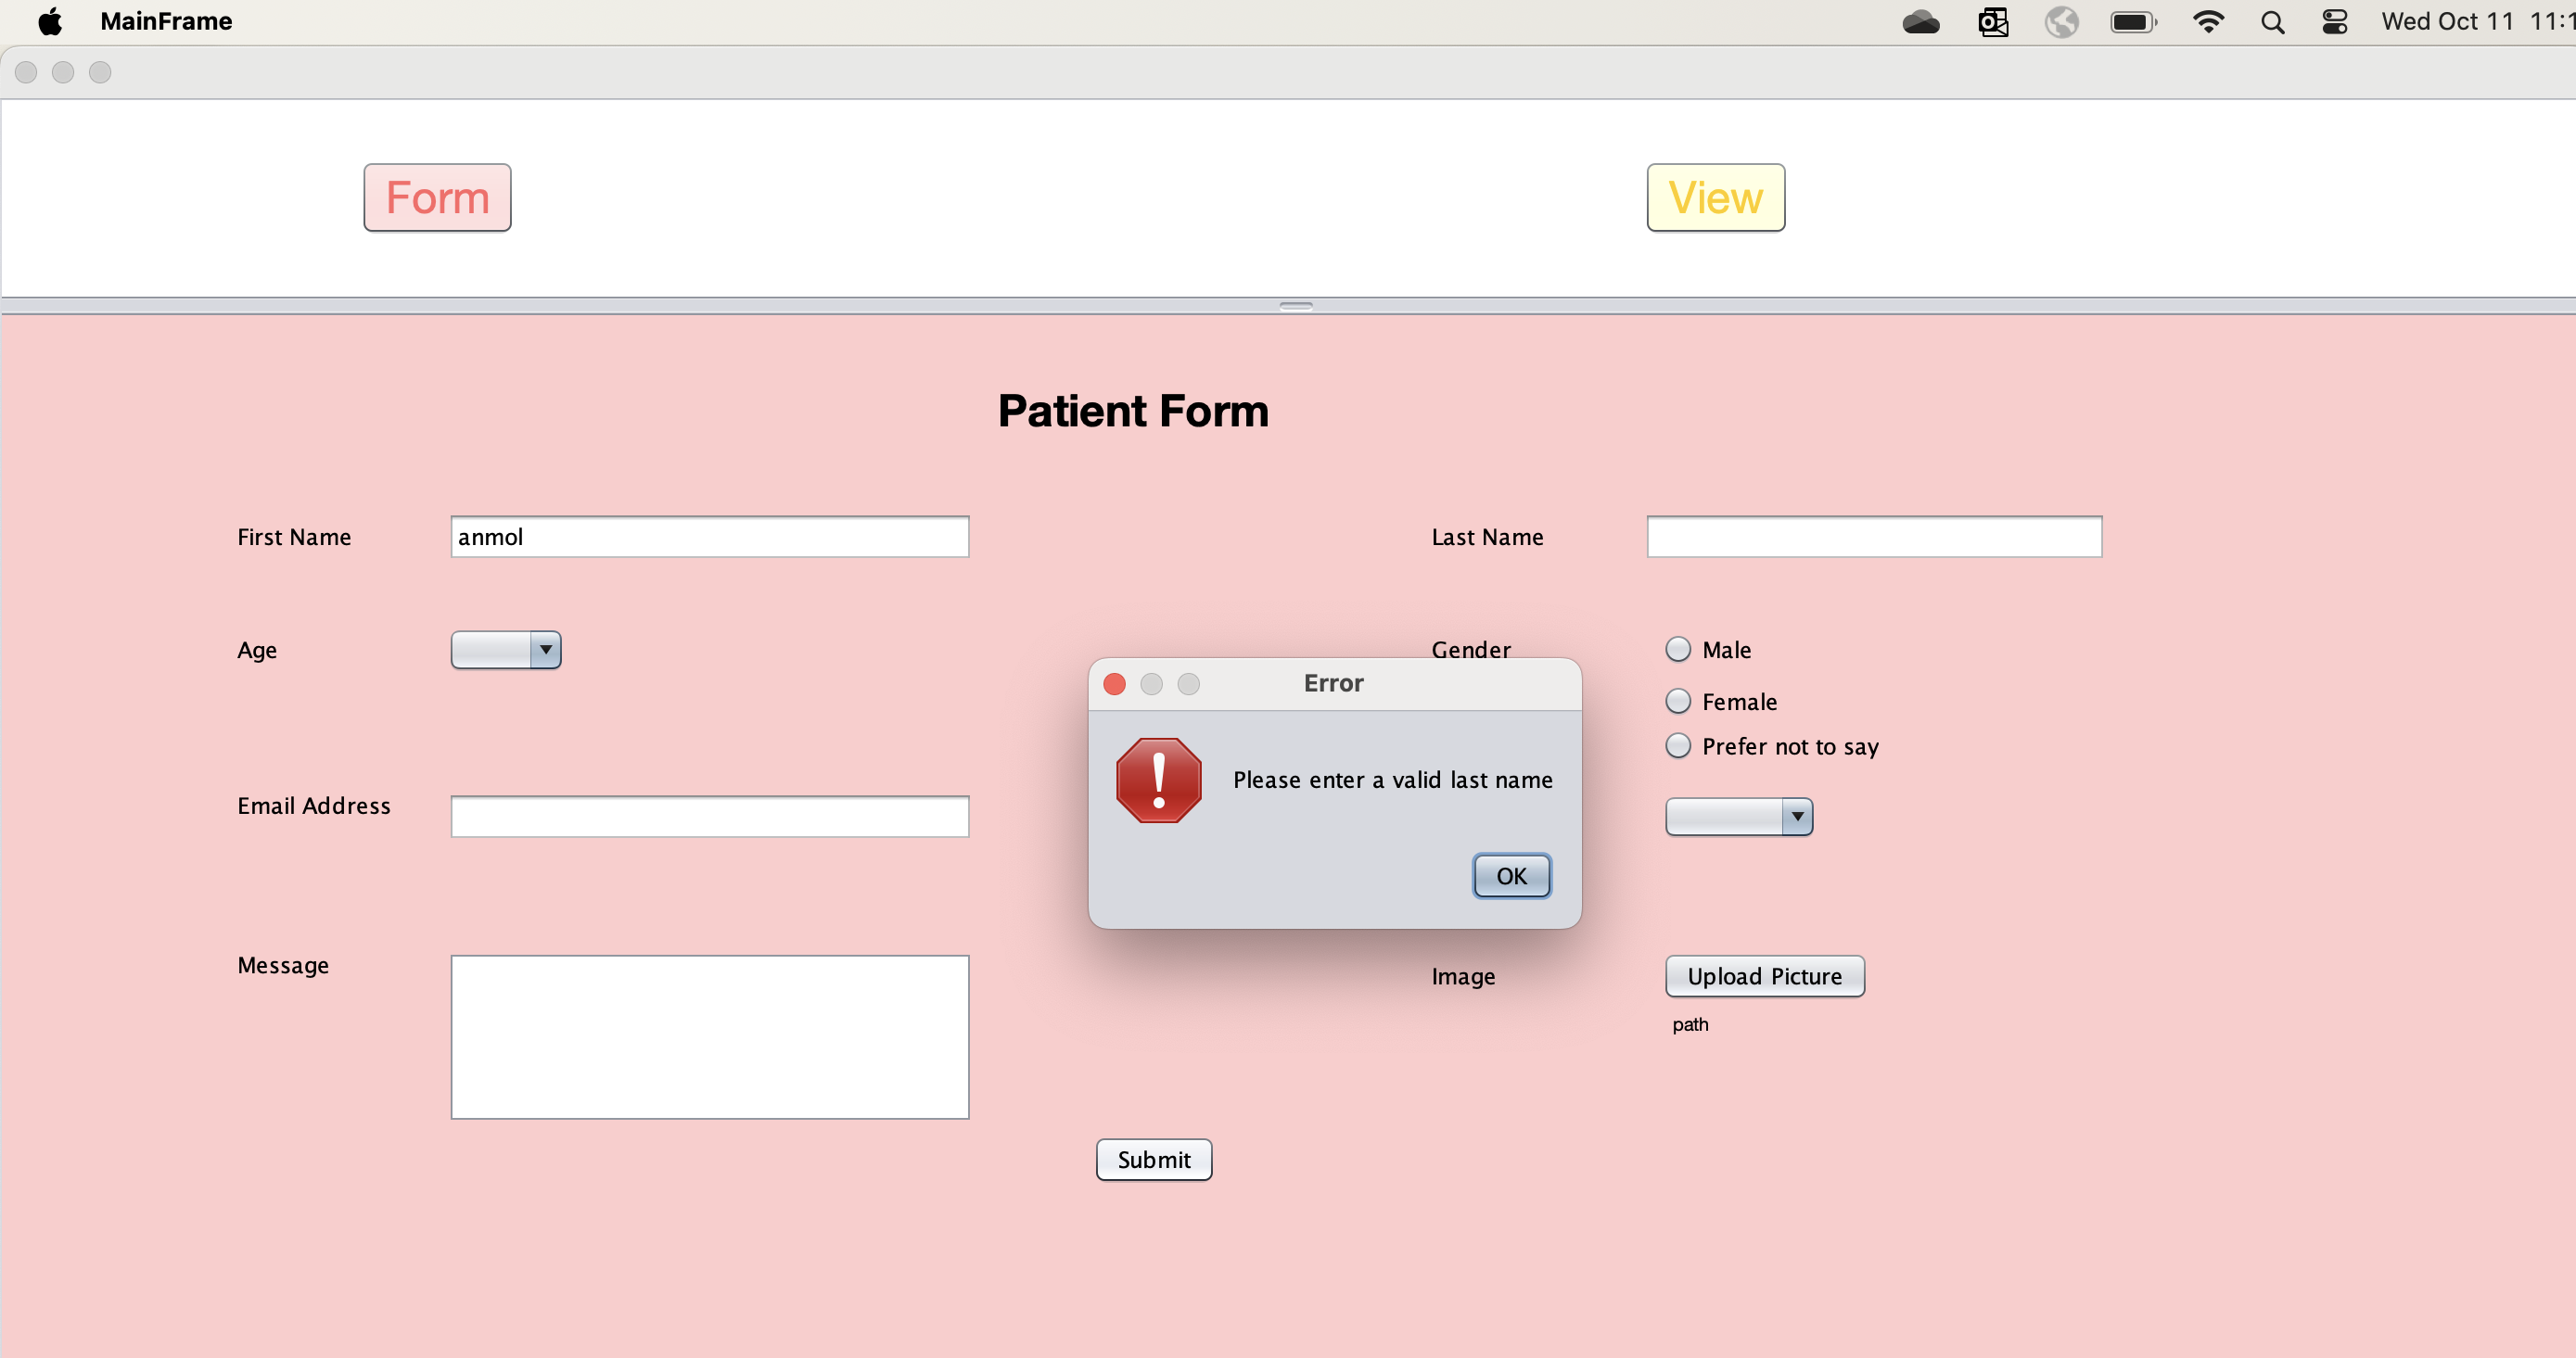 MainFrame
Wed Oct 11 11:1
Form
View
Patient Form
First Name
anmol
Last Name
Age
Gender
Male
Female
Prefer not to say
Error
Please enter a valid last name
OK
Email Address
Message
Image
Upload Picture
path
Submit